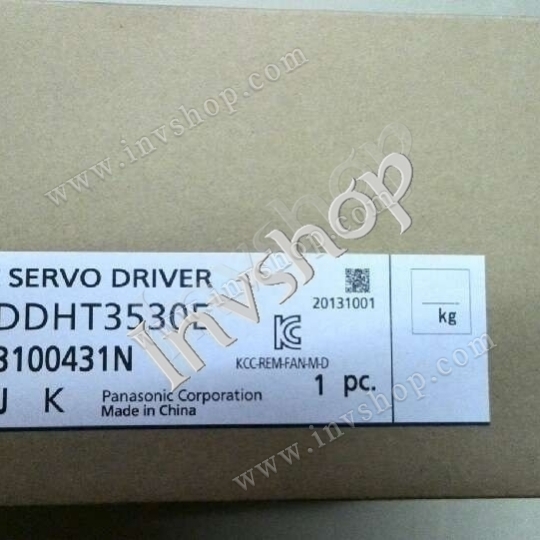 SERVO DRIVER
DDHT3530E
20131001
kg
3100431N
KCC-REM-FAN-M-D
J K
Panasonic Corporation
Made in China
1 pc.
invshop
www.invshop.com
www.invshop.com
www.invshop.com
www.invshop.com